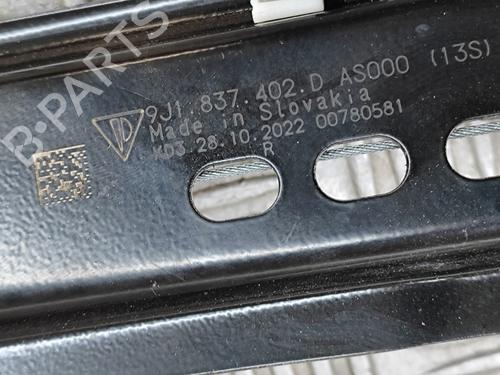 9J1 837.402.D AS000 (13S)
Made in Slovakia
K03 28.10.2022 00780581
R
B-PARTS